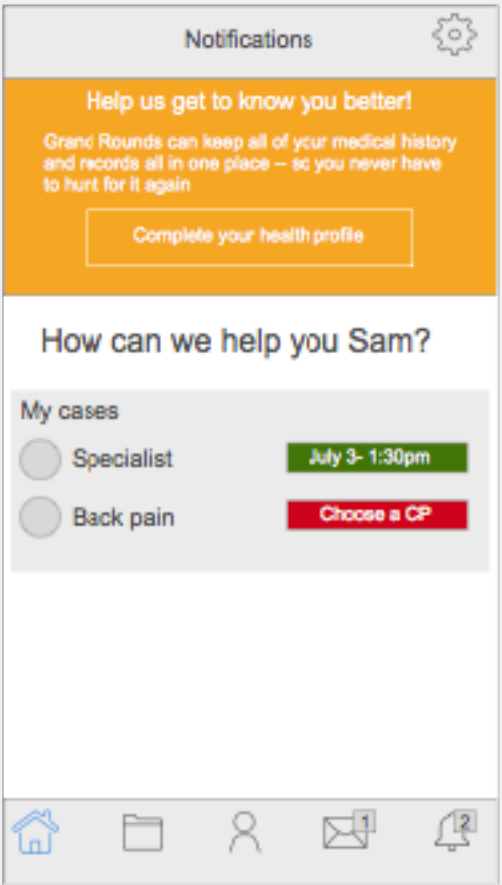 Notifications
Help us get to know you better!
Grand Rounds can keep all of your medical history
and records all in one place -- so you never have
to hurt for it again
Complete your health profile
How can we help you Sam?
My cases
Specialist
July 3- 1:30pm
Back pain
Choose a CP
1
2